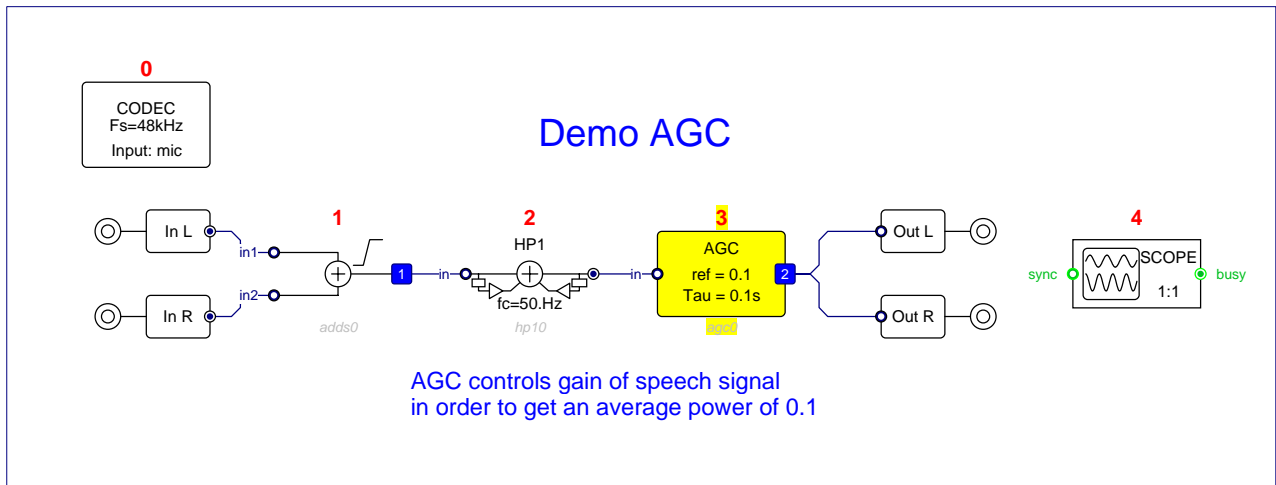 0
CODEC
Fs=48kHz
Input: mic
Demo AGC
1
2
3
4
In L
in1
In R
in2
adds0
1
in
HP1
fc=50.Hz
hp10
in
AGC
ref = 0.1
Tau = 0.1s
agc0
2
Out L
Out R
sync
SCOPE
1:1
busy
AGC controls gain of speech signal
in order to get an average power of 0.1